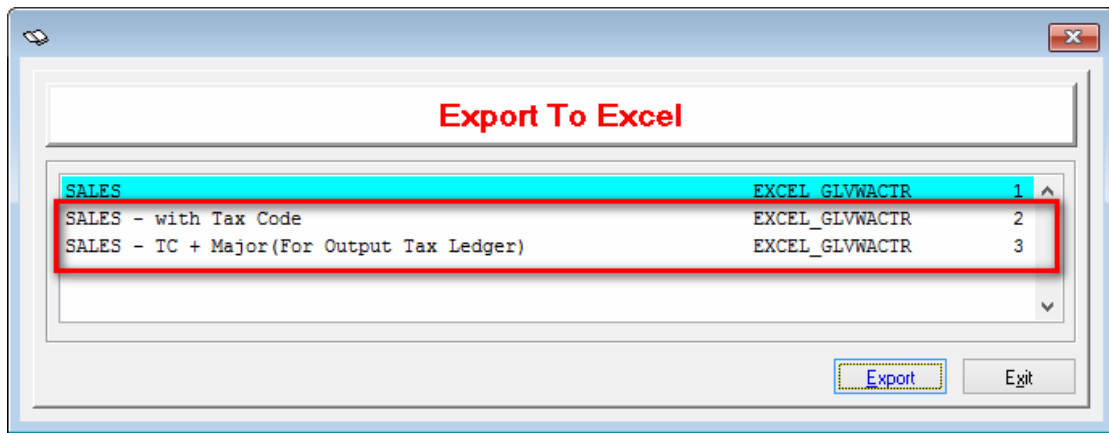 Export To Excel
SALES EXCEL_GLVWACTR 1
SALES - with Tax Code EXCEL_GLVWACTR 2
SALES - TC + Major(For Output Tax Ledger) EXCEL_GLVWACTR 3
Export Exit